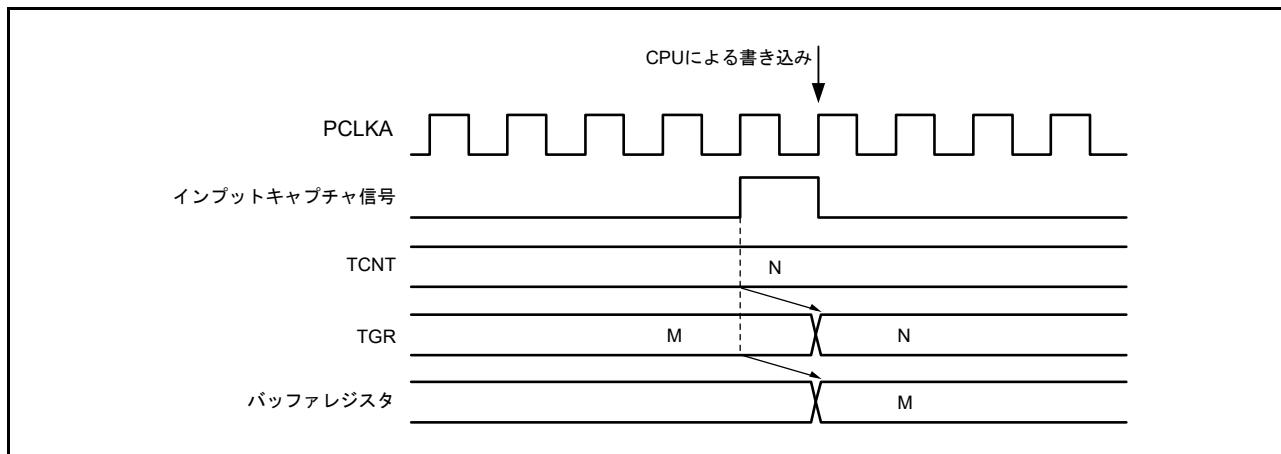 CPUによる書き込み
PCLKA
インプットキャプチャ信号
TCNT
N
TGR
M
N
バッファレジスタ
M